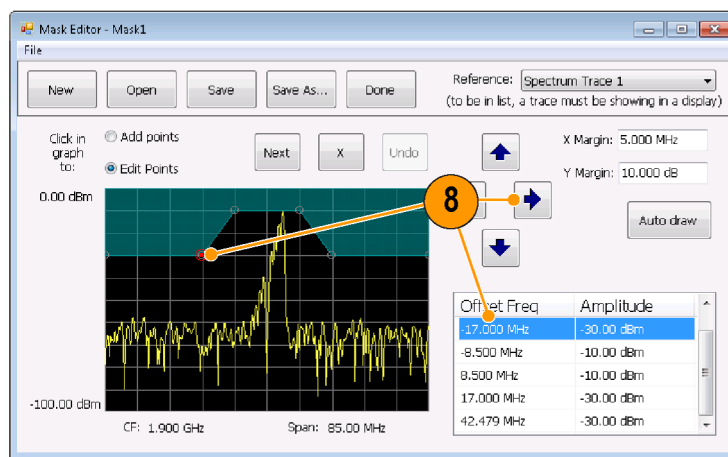 Mask Editor - Mask1
File
New Open Save Save As... Done
Reference: Spectrum Trace 1
(to be in list, a trace must be showing in a display)
Click in graph to:
Add points
Edit Points
Next X Undo
X Margin: 5.000 MHz
Y Margin: 10.000 dB
Auto draw
8
0.00 dBm
-100.00 dBm
CF: 1.900 GHz Span: 85.00 MHz
Offset Freq Amplitude
-17.000 MHz -30.00 dBm
-8.500 MHz -10.00 dBm
8.500 MHz -10.00 dBm
17.000 MHz -30.00 dBm
42.479 MHz -30.00 dBm